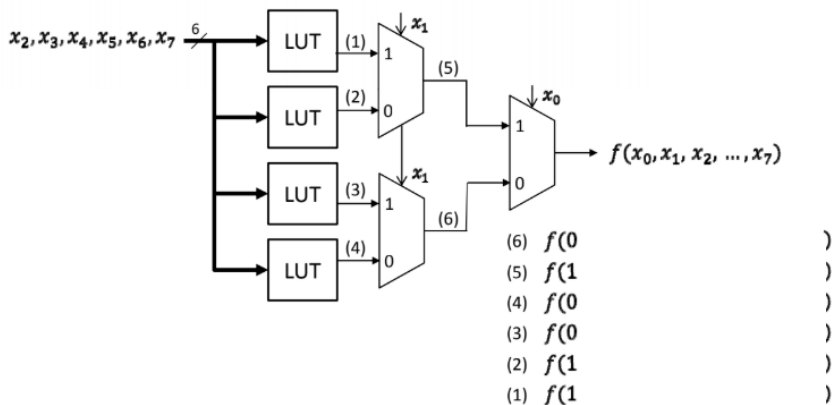 6
x₂, x₃, x₄, x₅, x₆, x₇
LUT
(1)
1
x₁
(5)
LUT
(2)
0
x₀
1
f(x₀, x₁, x₂, …, x₇)
x₁
LUT
(3)
1
0
(6)
LUT
(4)
0
(6) f(0 )
(5) f(1 )
(4) f(0 )
(3) f(0 )
(2) f(1 )
(1) f(1 )